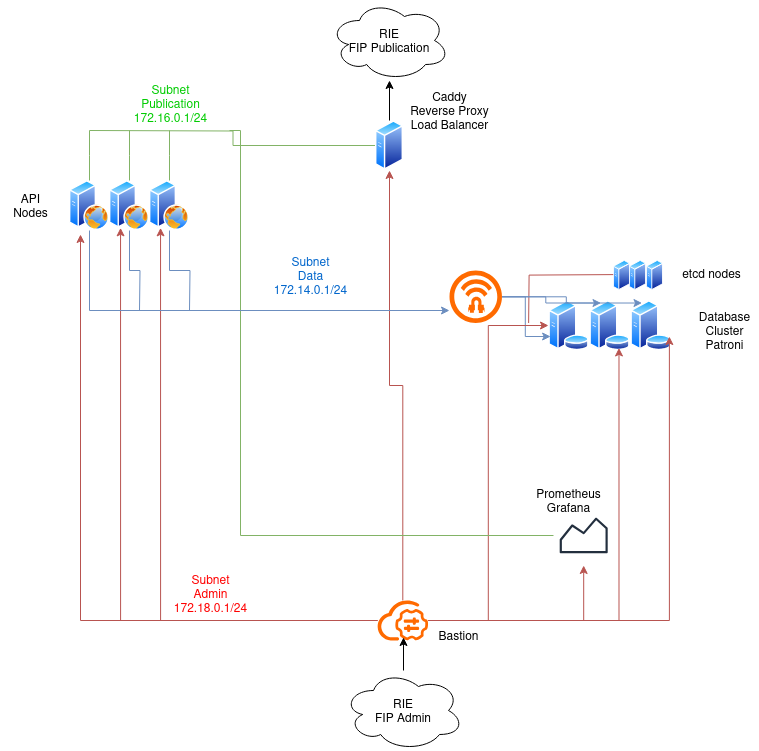 RIE
FIP Publication
Caddy
Reverse Proxy
Load Balancer
Subnet
Publication
172.16.0.1/24
API
Nodes
Subnet
Data
172.14.0.1/24
etcd nodes
Database
Cluster
Patroni
Prometheus
Grafana
Subnet
Admin
172.18.0.1/24
Bastion
RIE
FIP Admin